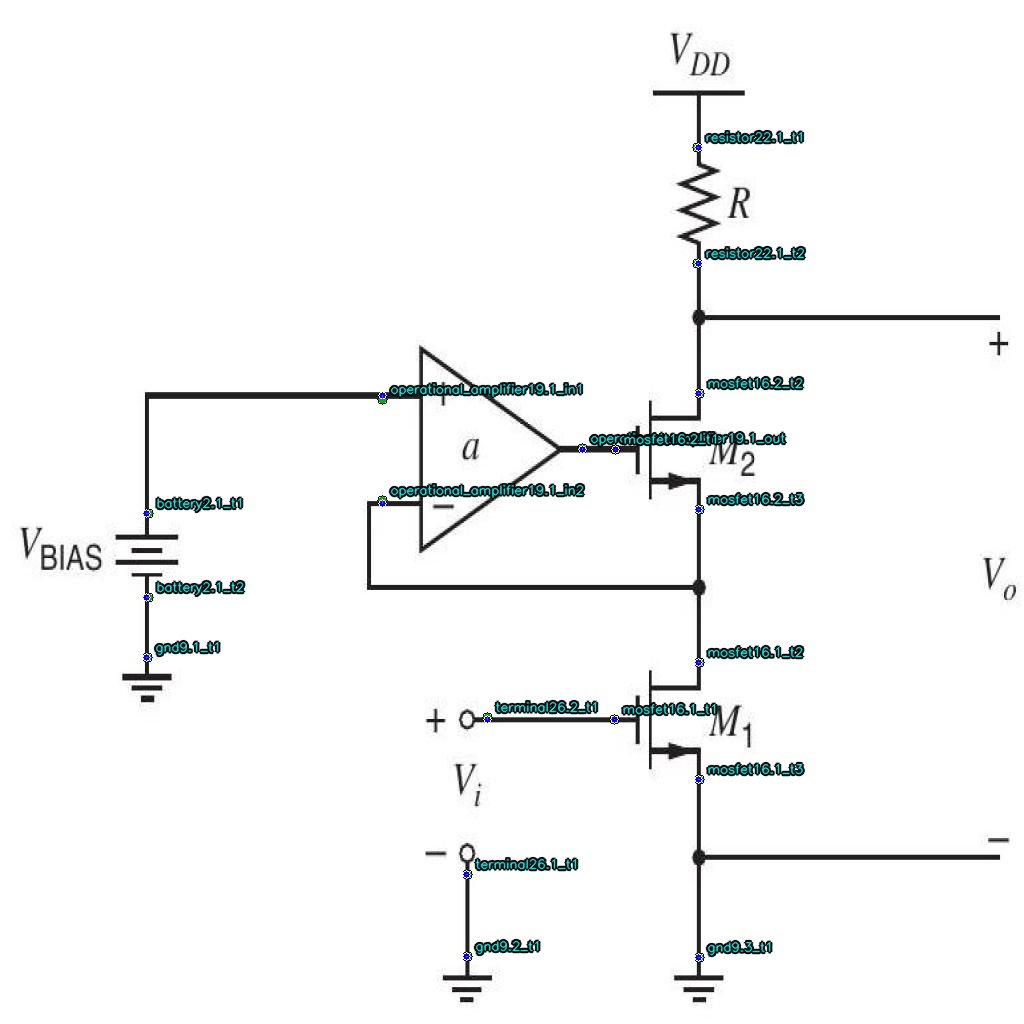 V_DD
resistor22.1_t1
R
resistor22.1_t2
+
mosfet16.2_t2
operational_amplifier19.1_in1
+
a
mosfet16.2_t1
M_2
operational_amplifier19.1_in2
−
mosfet16.2_t3
battery2.1_t1
V_BIAS
battery2.1_t2
V_o
gnd9.1_t1
mosfet16.1_t2
+
terminal26.2_t1
mosfet16.1_t1
M_1
V_i
mosfet16.1_t3
−
−
terminal26.1_t1
gnd9.2_t1
gnd9.3_t1